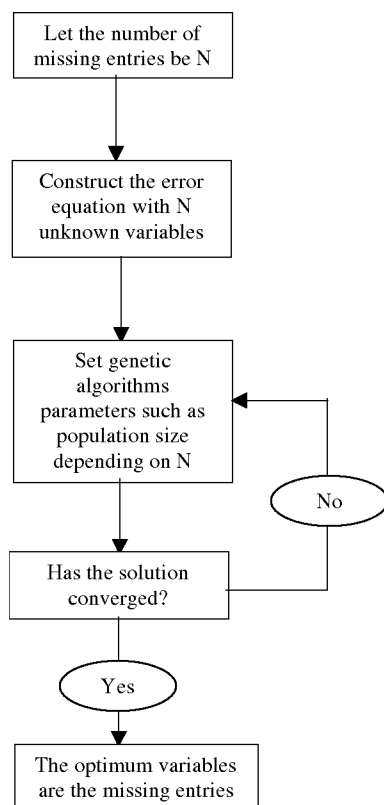 Let the number of
missing entries be N
Construct the error
equation with N
unknown variables
Set genetic
algorithms
parameters such as
population size
depending on N
No
Has the solution
converged?
Yes
The optimum variables
are the missing entries